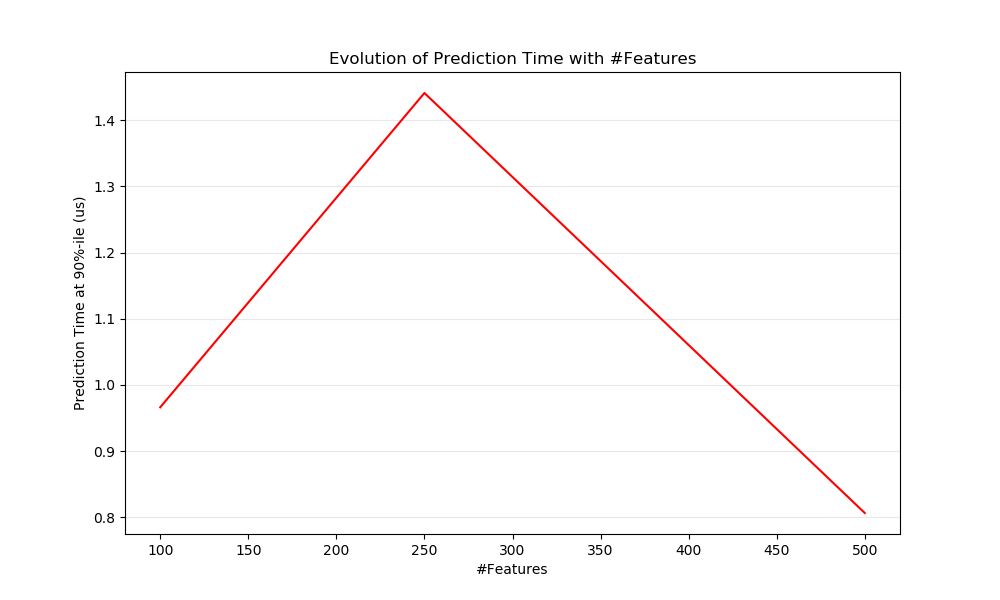 Evolution of Prediction Time with #Features
Prediction Time at 90%-ile (us)
1.4
1.3
1.2
1.1
1.0
0.9
0.8
100 150 200 250 300 350 400 450 500
#Features